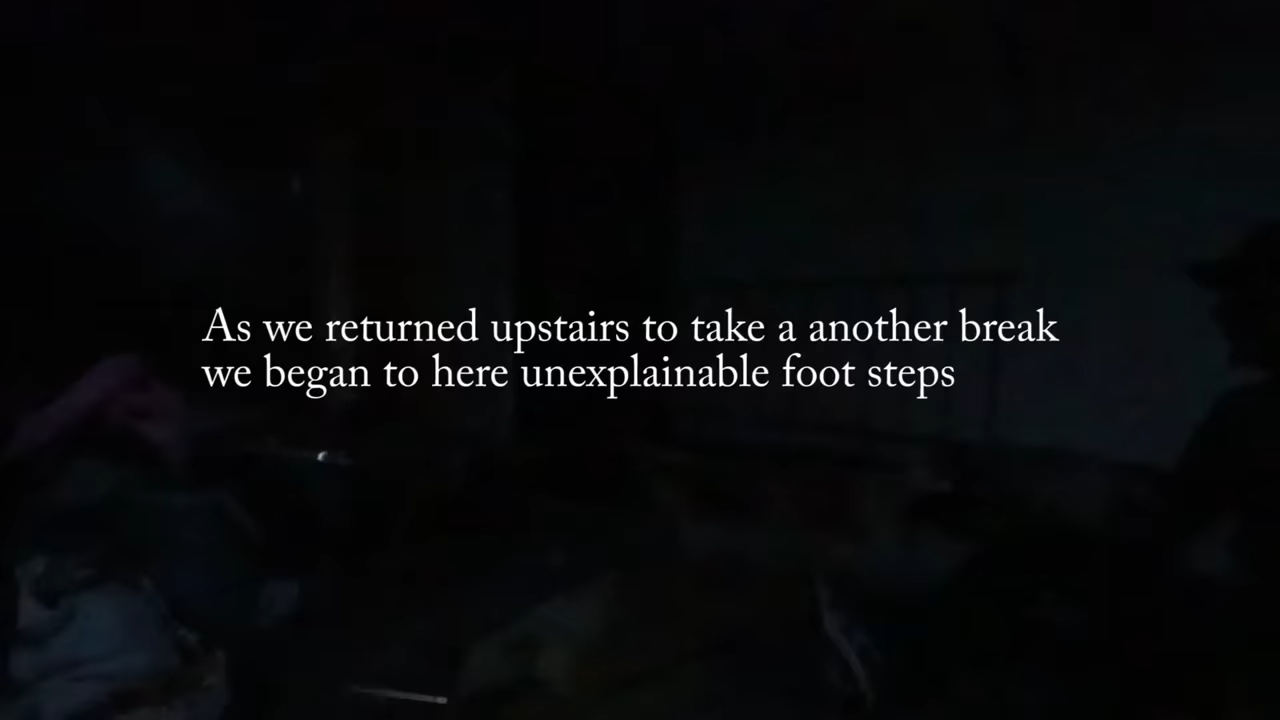 As we returned upstairs to take a another break
we began to here unexplainable foot steps